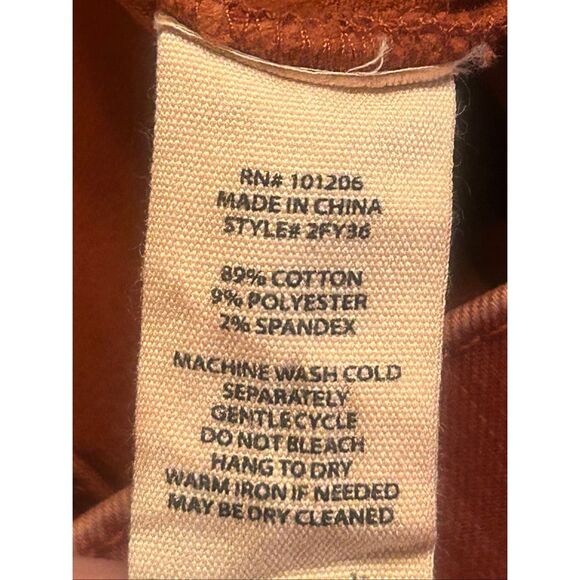 RN# 101206
MADE IN CHINA
STYLE# 2FY36
89% COTTON
9% POLYESTER
2% SPANDEX
MACHINE WASH COLD
SEPARATELY
GENTLE CYCLE
DO NOT BLEACH
HANG TO DRY
WARM IRON IF NEEDED
MAY BE DRY CLEANED